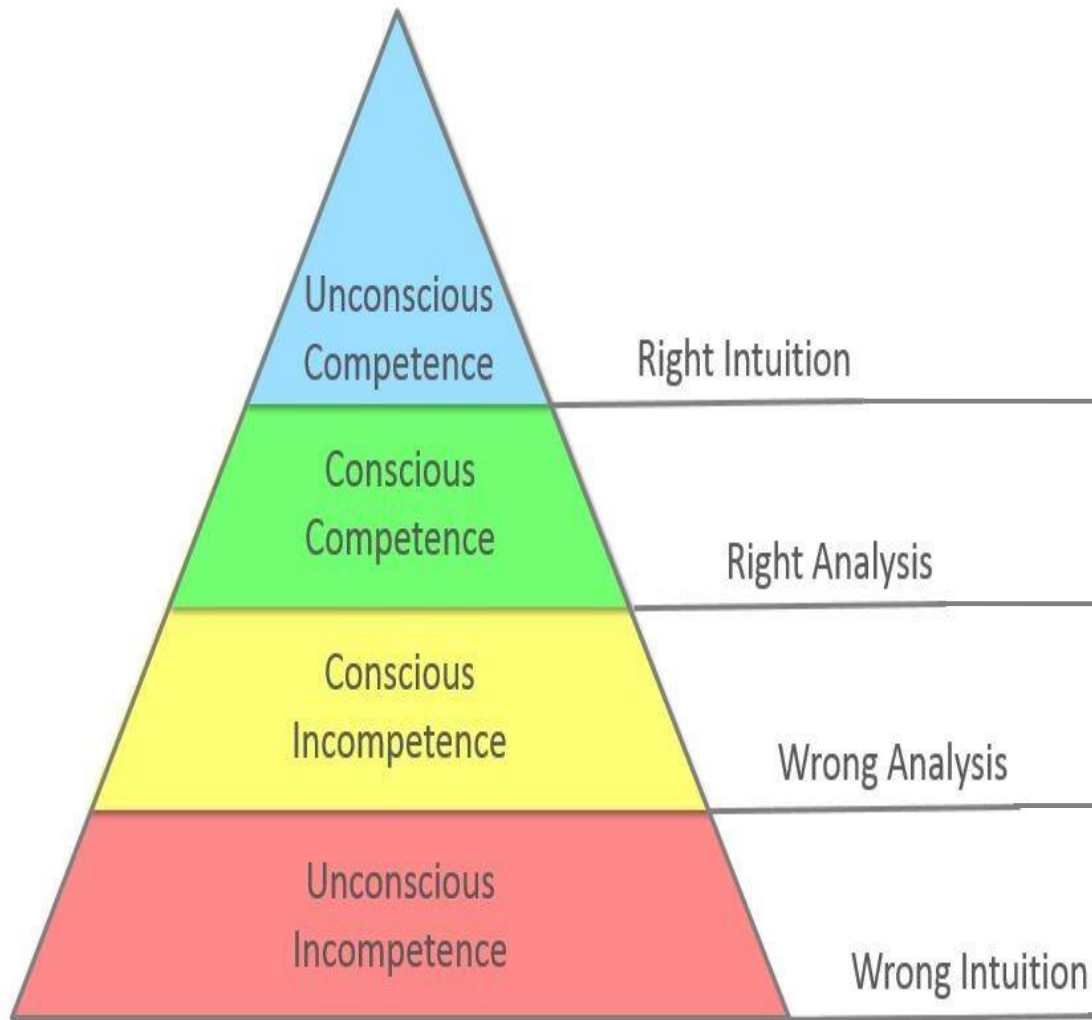 Unconscious
Competence
Right Intuition
Conscious
Competence
Right Analysis
Conscious
Incompetence
Wrong Analysis
Unconscious
Incompetence
Wrong Intuition